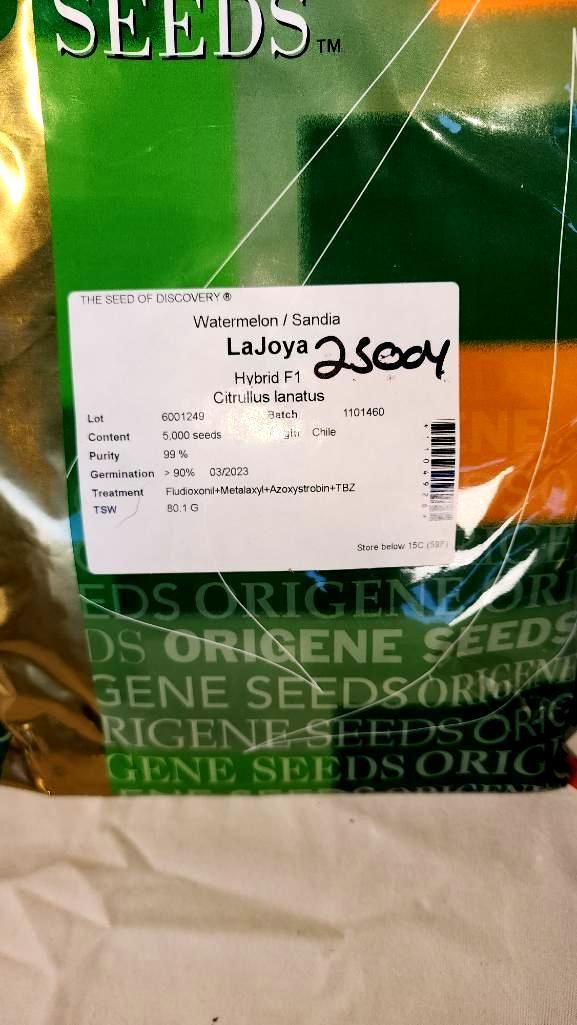 SEEDS™
THE SEED OF DISCOVERY ®
Watermelon / Sandia
LaJoya 25004
Hybrid F1
Citrullus lanatus
Lot 6001249 Batch 1101460
Content 5,000 seeds Chile
Purity 99 %
Germination > 90% 03/2023
Treatment Fludioxonil+Metalaxyl+Azoxystrobin+TBZ
TSW 80.1 G
Store below 15C (59F)
EDS ORIGENE ORI
DS ORIGENE SEEDS
GENE SEEDS ORIGENE
RIGENE SEEDS ORIG
GENE SEEDS ORIG